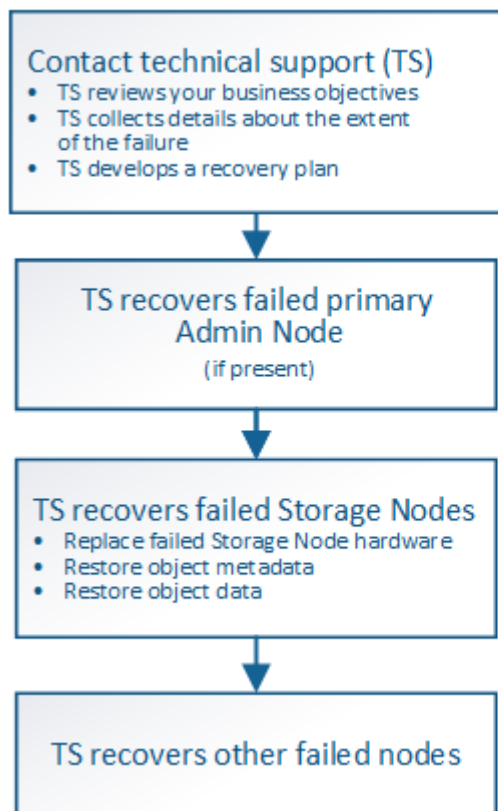 Contact technical support (TS)
• TS reviews your business objectives
• TS collects details about the extent
of the failure
• TS develops a recovery plan
TS recovers failed primary
Admin Node
(if present)
TS recovers failed Storage Nodes
• Replace failed Storage Node hardware
• Restore object metadata
• Restore object data
TS recovers other failed nodes